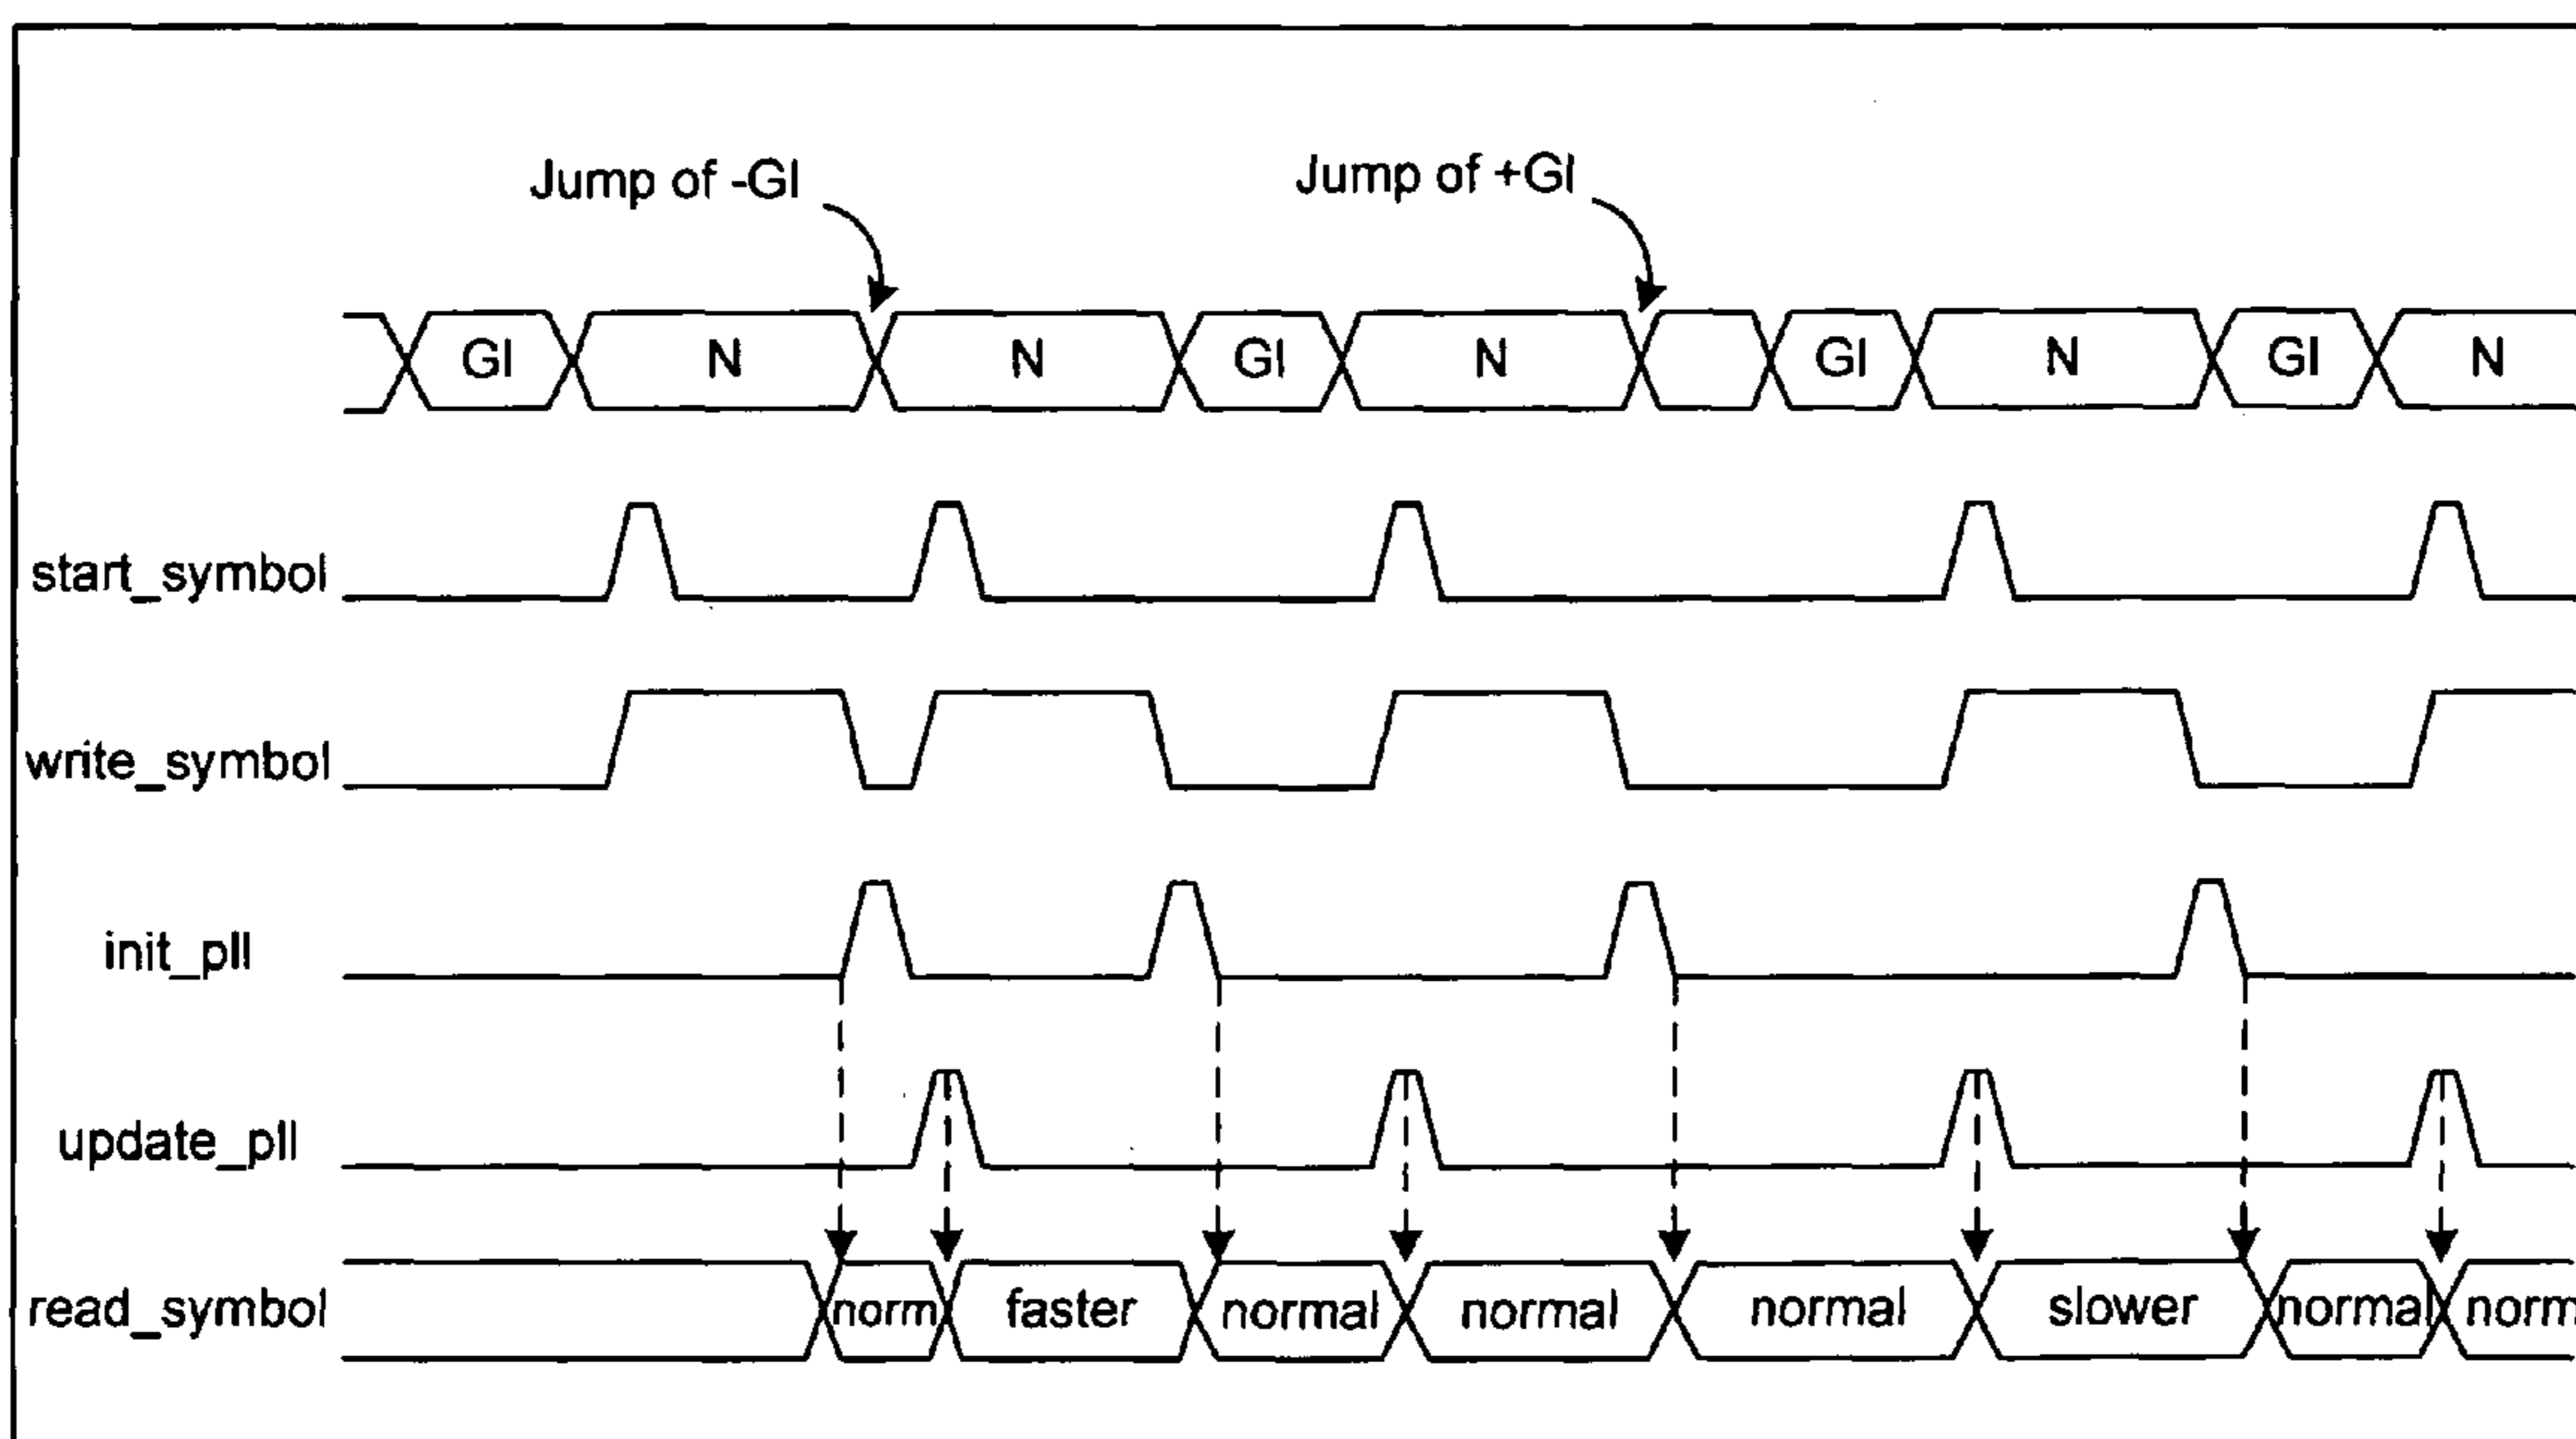 Jump of -GI
Jump of +GI
GI N N GI N GI N GI N
start_symbol
write_symbol
init_pll
update_pll
read_symbol norm faster normal normal normal slower normal norm